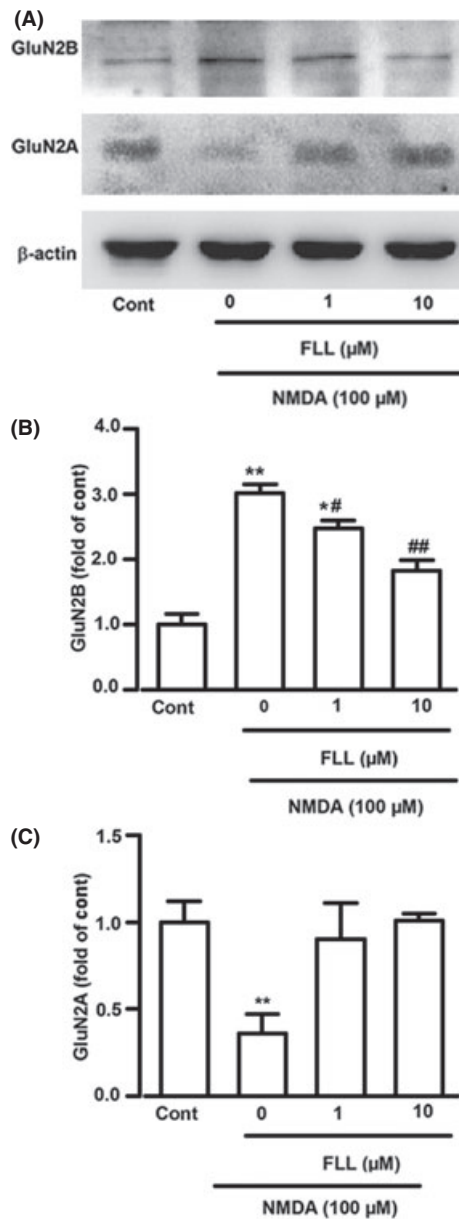 (A)
GluN2B
GluN2A
β-actin
Cont 0 1 10
FLL (µM)
NMDA (100 µM)
(B)
GluN2B (fold of cont)
4.0
3.0
2.0
1.0
0.0
** *# ##
Cont 0 1 10
FLL (µM)
NMDA (100 µM)
(C)
GluN2A (fold of cont)
1.5
1.0
0.5
0.0
**
Cont 0 1 10
FLL (µM)
NMDA (100 µM)